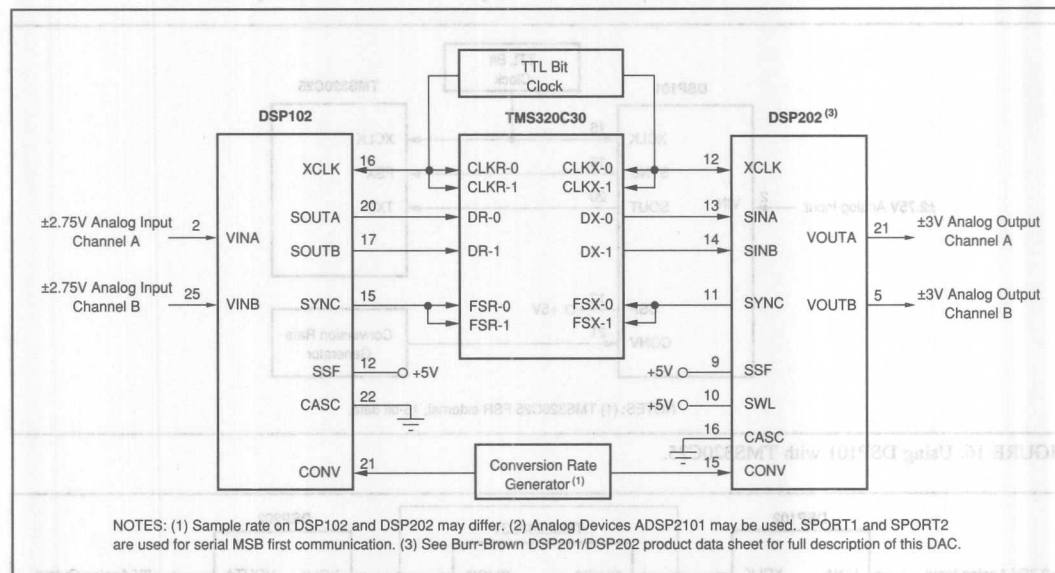 TTL Bit
Clock
DSP102
TMS320C30
DSP202 (3)
XCLK
16
CLKR-0
CLKR-1
CLKX-0
CLKX-1
12
XCLK
SOUTA
20
DR-0
DX-0
13
SINA
SOUTB
17
DR-1
DX-1
14
SINB
±2.75V Analog Input
Channel A
2
VINA
±2.75V Analog Input
Channel B
25
VINB
VOUTA
21
±3V Analog Output
Channel A
VOUTB
5
±3V Analog Output
Channel B
SYNC
15
FSR-0
FSR-1
FSX-0
FSX-1
11
SYNC
SSF
12
+5V
+5V
9
SSF
CASC
22
+5V
10
SWL
16
CASC
CONV
21
Conversion Rate
Generator (1)
15
CONV
NOTES: (1) Sample rate on DSP102 and DSP202 may differ. (2) Analog Devices ADSP2101 may be used. SPORT1 and SPORT2
are used for serial MSB first communication. (3) See Burr-Brown DSP201/DSP202 product data sheet for full description of this DAC.